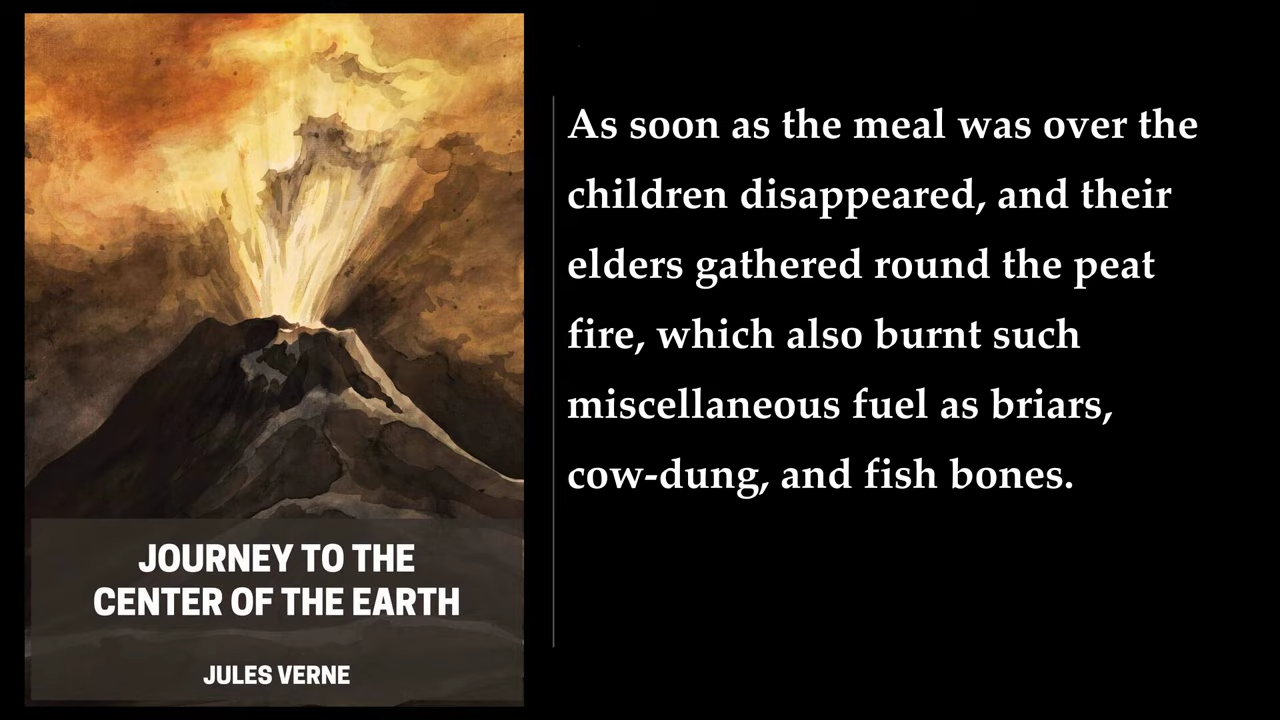 As soon as the meal was over the
children disappeared, and their
elders gathered round the peat
fire, which also burnt such
miscellaneous fuel as briars,
cow-dung, and fish bones.
JOURNEY TO THE
CENTER OF THE EARTH
JULES VERNE